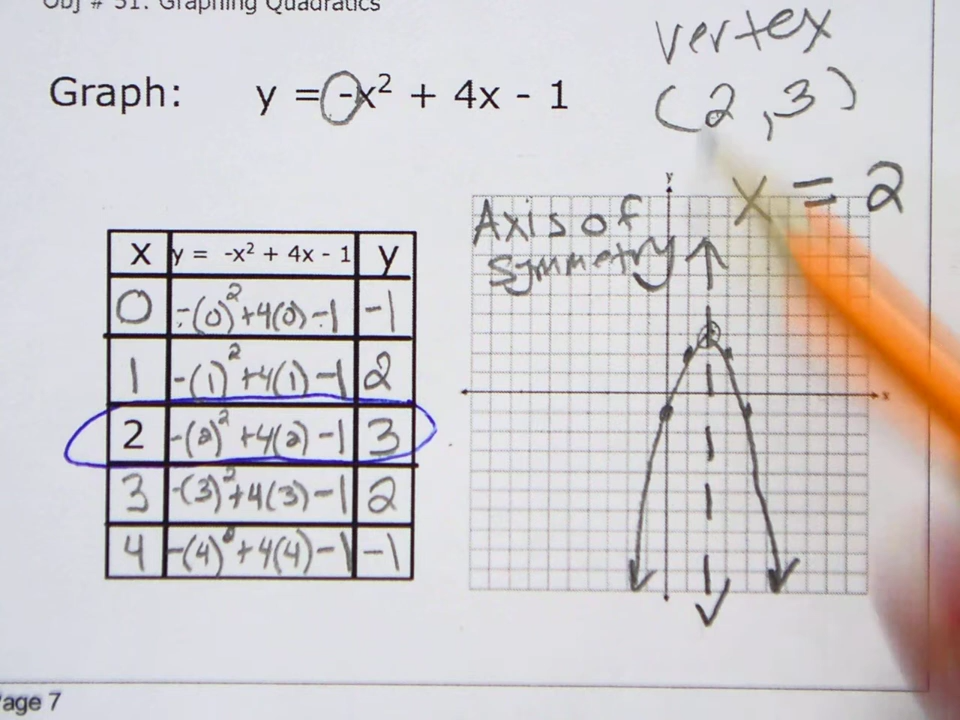 Obj # 51: Graphing Quadratics
vertex
Graph: y = -x² + 4x - 1
(2, 3)
x = 2
y
Axis of
symmetry
x
x y = -x² + 4x - 1 y
0 -(0)²+4(0)-1 -1
1 -(1)²+4(1)-1 2
2 -(2)²+4(2)-1 3
3 -(3)²+4(3)-1 2
4 -(4)²+4(4)-1 -1
Page 7